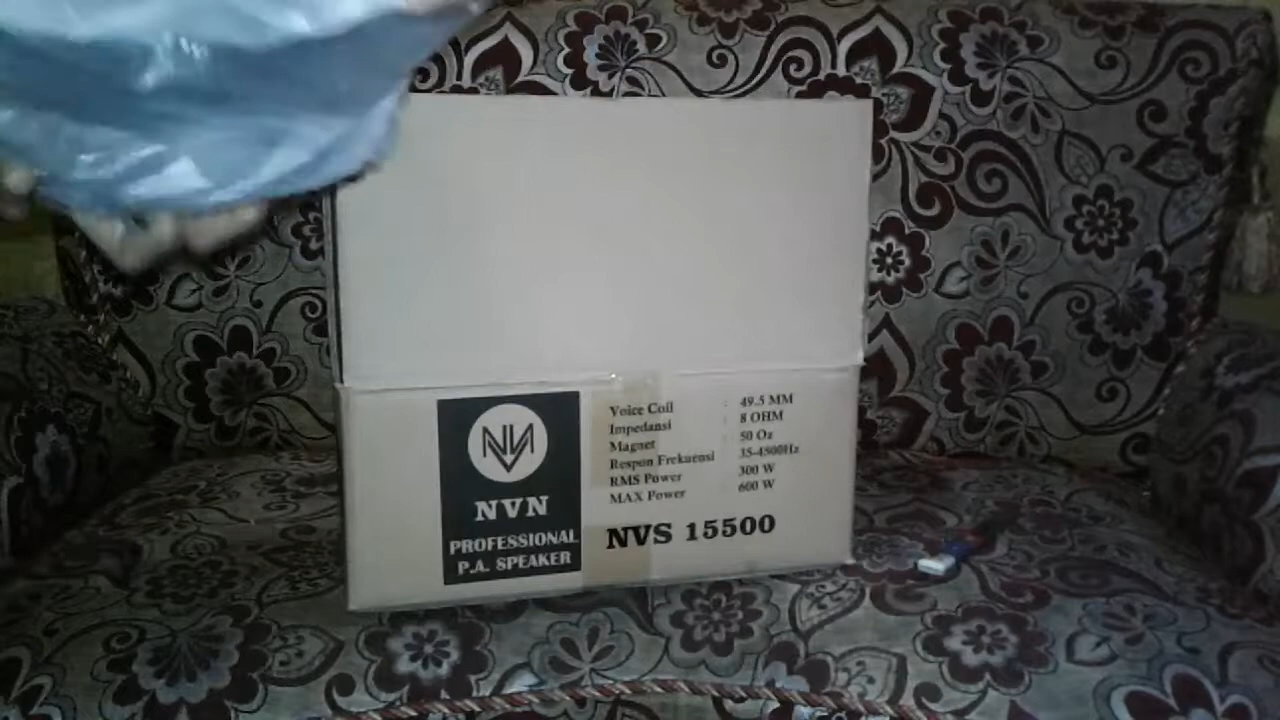 NVN
PROFESSIONAL
P.A. SPEAKER
Voice Coil : 49.5 MM
Impedansi : 8 OHM
Magnet : 50 Oz
Respon Frekuensi : 35-4500Hz
RMS Power 300 W
MAX Power 600 W
NVS 15500